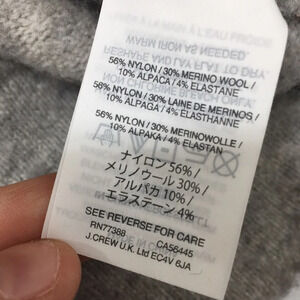 56% NYLON / 30% MERINO WOOL /
10% ALPACA / 4% ELASTANE
56% NYLON / 30% LAINE DE MERINOS /
10% ALPAGA / 4% ELASTHANNE
56% NYLON / 30% MERINOWOLLE /
10% ALPAKA / 4% ELASTAN
ナイロン 56% /
メリノウール 30% /
アルパカ 10% /
エラステーン 4%
SEE REVERSE FOR CARE
RN77388 CA56445
J.CREW U.K. Ltd EC4V 6JA